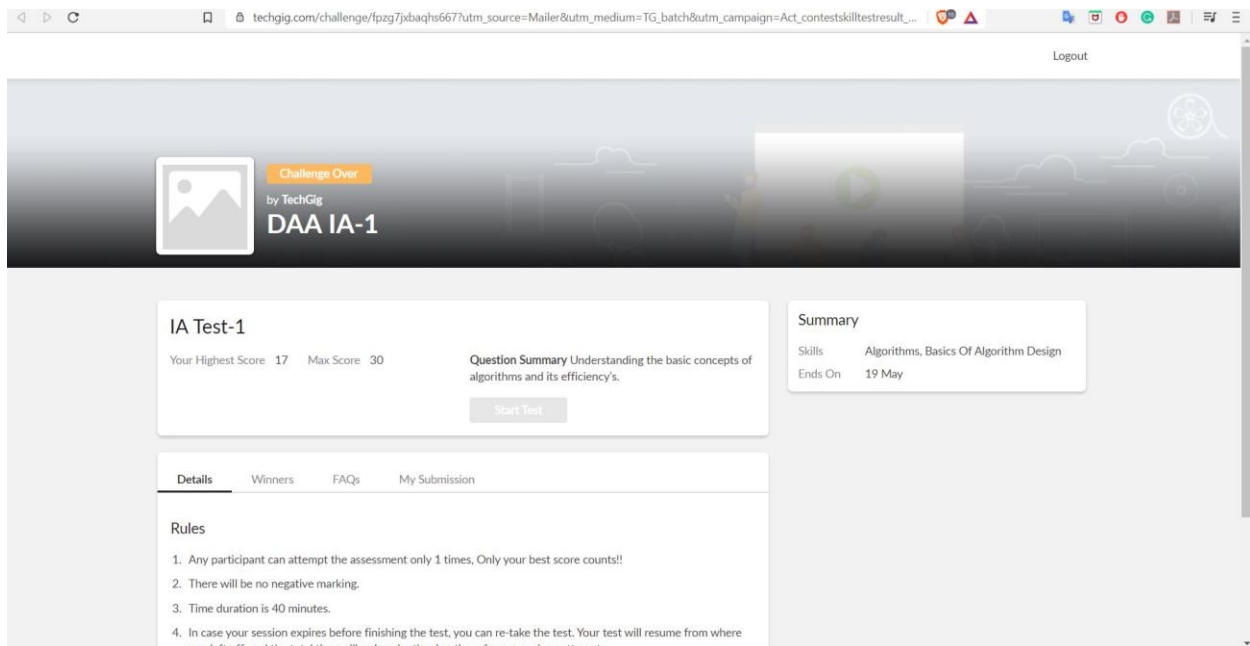 techgig.com/challenge/fpzg7jxbaqhs667?utm_source=Mailer&utm_medium=TG_batch&utm_campaign=Act_contestskilltestresult_...
Logout
Challenge Over
by TechGig
DAA IA-1
IA Test-1
Your Highest Score 17 Max Score 30
Question Summary Understanding the basic concepts of
algorithms and its efficiency's.
Start Test
Summary
Skills Algorithms, Basics Of Algorithm Design
Ends On 19 May
Details Winners FAQs My Submission
Rules
1. Any participant can attempt the assessment only 1 times, Only your best score counts!!
2. There will be no negative marking.
3. Time duration is 40 minutes.
4. In case your session expires before finishing the test, you can re-take the test. Your test will resume from where